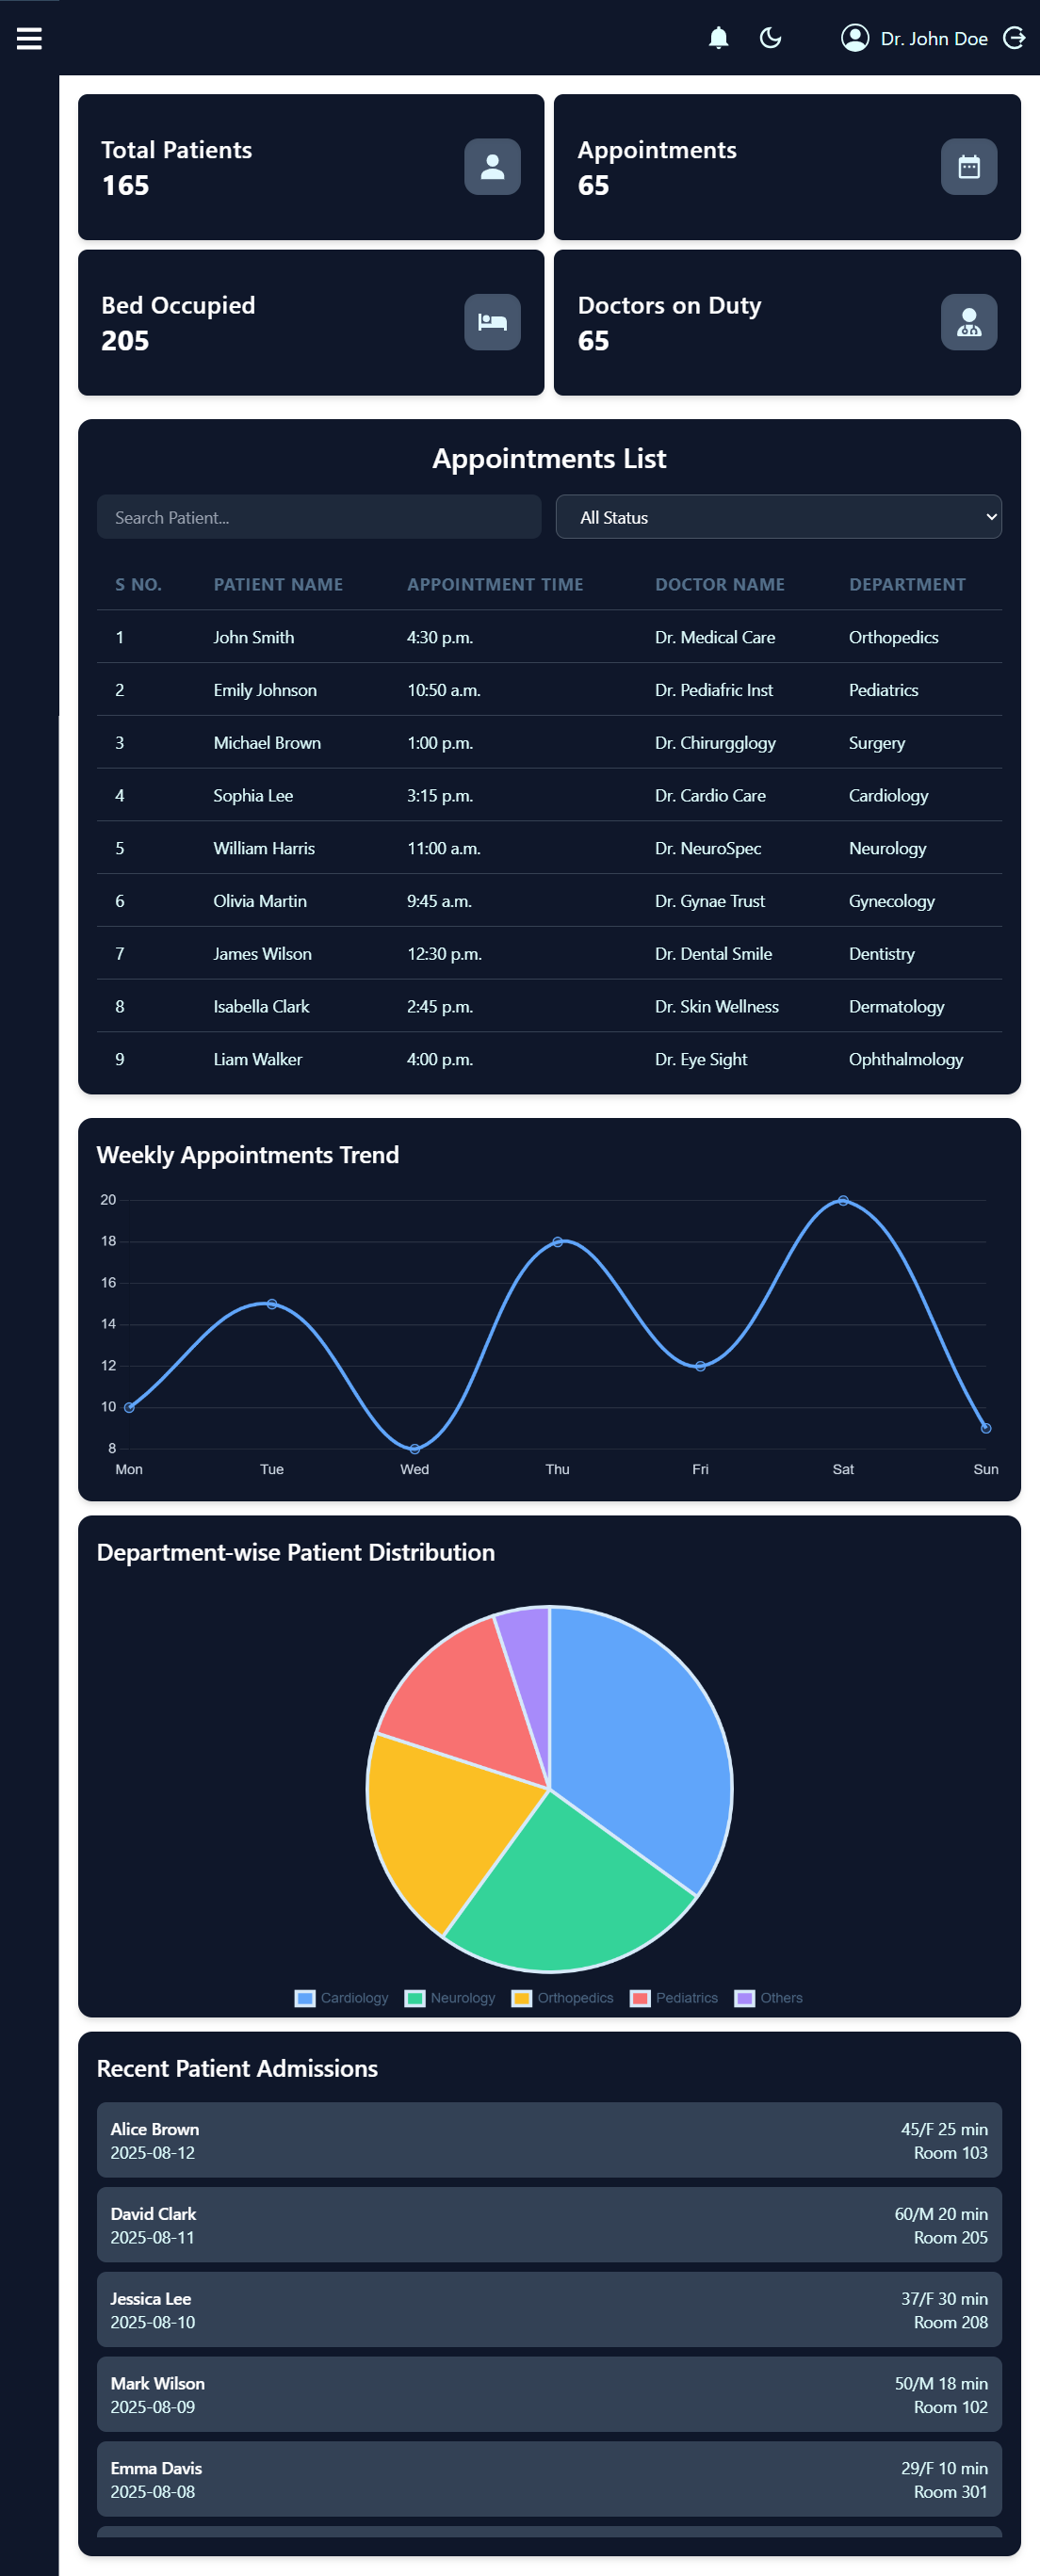 Dr. John Doe
Total Patients
165
Appointments
65
Bed Occupied
205
Doctors on Duty
65
Appointments List
Search Patient...
All Status
S NO. PATIENT NAME APPOINTMENT TIME DOCTOR NAME DEPARTMENT
1 John Smith 4:30 p.m. Dr. Medical Care Orthopedics
2 Emily Johnson 10:50 a.m. Dr. Pediafric Inst Pediatrics
3 Michael Brown 1:00 p.m. Dr. Chirurgglogy Surgery
4 Sophia Lee 3:15 p.m. Dr. Cardio Care Cardiology
5 William Harris 11:00 a.m. Dr. NeuroSpec Neurology
6 Olivia Martin 9:45 a.m. Dr. Gynae Trust Gynecology
7 James Wilson 12:30 p.m. Dr. Dental Smile Dentistry
8 Isabella Clark 2:45 p.m. Dr. Skin Wellness Dermatology
9 Liam Walker 4:00 p.m. Dr. Eye Sight Ophthalmology
Weekly Appointments Trend
20
18
16
14
12
10
8
Mon Tue Wed Thu Fri Sat Sun
Department-wise Patient Distribution
Cardiology Neurology Orthopedics Pediatrics Others
Recent Patient Admissions
Alice Brown 45/F 25 min
2025-08-12 Room 103
David Clark 60/M 20 min
2025-08-11 Room 205
Jessica Lee 37/F 30 min
2025-08-10 Room 208
Mark Wilson 50/M 18 min
2025-08-09 Room 102
Emma Davis 29/F 10 min
2025-08-08 Room 301